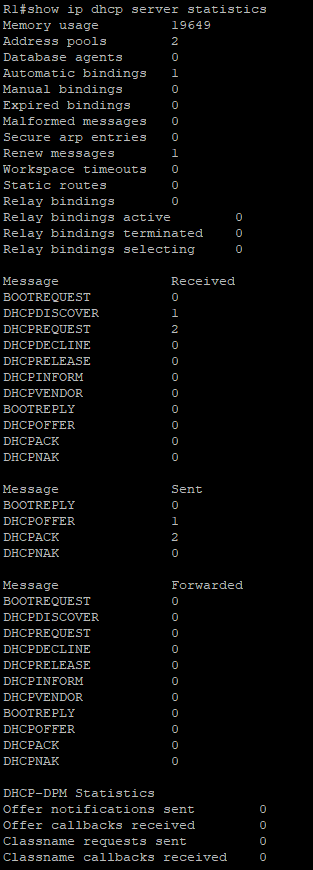 R1#show ip dhcp server statistics
Memory usage 19649
Address pools 2
Database agents 0
Automatic bindings 1
Manual bindings 0
Expired bindings 0
Malformed messages 0
Secure arp entries 0
Renew messages 1
Workspace timeouts 0
Static routes 0
Relay bindings 0
Relay bindings active 0
Relay bindings terminated 0
Relay bindings selecting 0
Message Received
BOOTREQUEST 0
DHCPDISCOVER 1
DHCPREQUEST 2
DHCPDECLINE 0
DHCPRELEASE 0
DHCPINFORM 0
DHCPVENDOR 0
BOOTREPLY 0
DHCPOFFER 0
DHCPACK 0
DHCPNAK 0
Message Sent
BOOTREPLY 0
DHCPOFFER 1
DHCPACK 2
DHCPNAK 0
Message Forwarded
BOOTREQUEST 0
DHCPDISCOVER 0
DHCPREQUEST 0
DHCPDECLINE 0
DHCPRELEASE 0
DHCPINFORM 0
DHCPVENDOR 0
BOOTREPLY 0
DHCPOFFER 0
DHCPACK 0
DHCPNAK 0
DHCP-DPM Statistics
Offer notifications sent 0
Offer callbacks received 0
Classname requests sent 0
Classname callbacks received 0